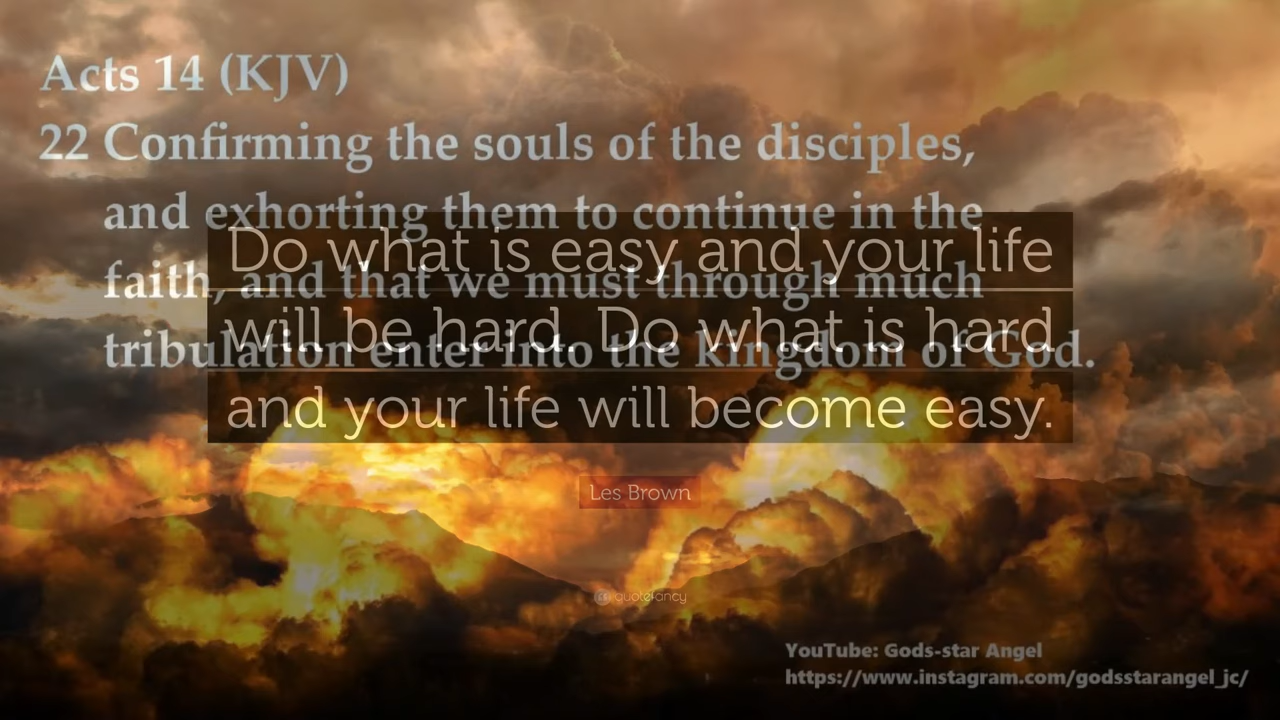 Acts 14 (KJV)
22 Confirming the souls of the disciples,
and exhorting them to continue in the
faith, and that we must through much
tribulation enter into the kingdom of God.
Do what is easy and your life
will be hard. Do what is hard
and your life will become easy.
Les Brown
quotefancy
YouTube: Gods-star Angel
https://www.instagram.com/godsstarangel_jc/